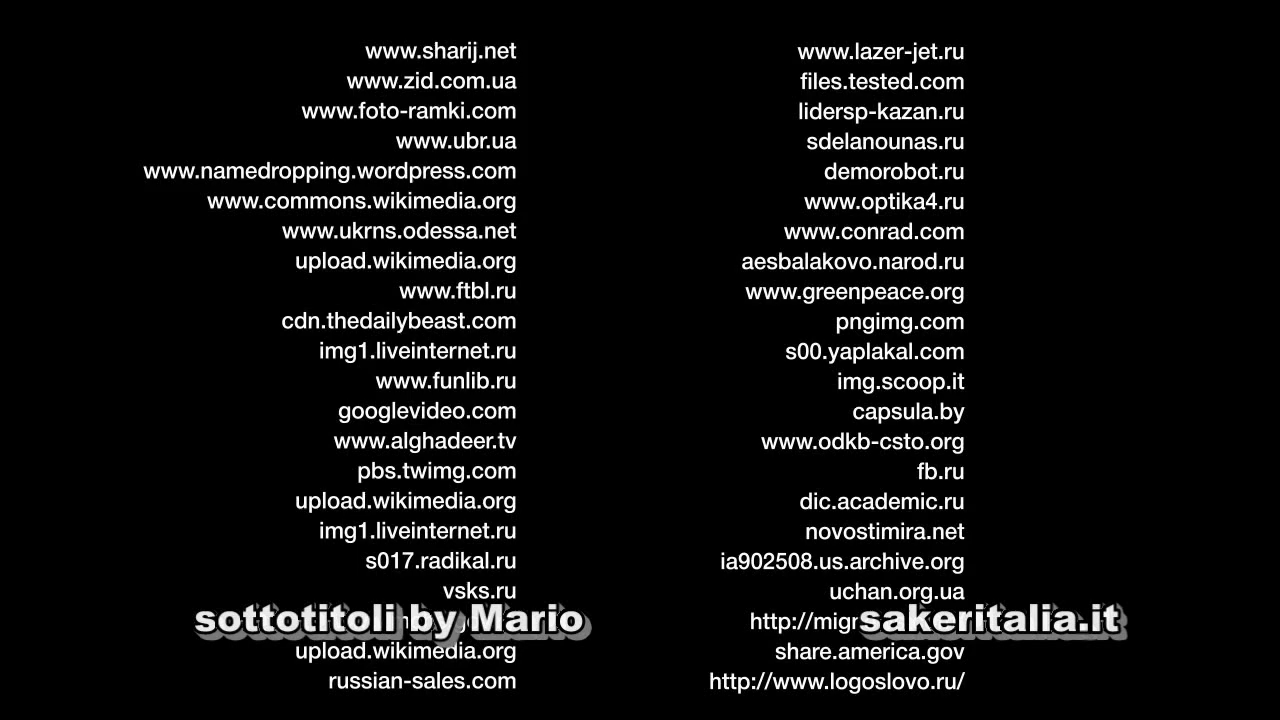 www.sharij.net
www.zid.com.ua
www.foto-ramki.com
www.ubr.ua
www.namedropping.wordpress.com
www.commons.wikimedia.org
www.ukrns.odessa.net
upload.wikimedia.org
www.ftbl.ru
cdn.thedailybeast.com
img1.liveinternet.ru
www.funlib.ru
googlevideo.com
www.alghadeer.tv
pbs.twimg.com
upload.wikimedia.org
img1.liveinternet.ru
s017.radikal.ru
vsks.ru
sottotitoli by Mario
upload.wikimedia.org
russian-sales.com
www.lazer-jet.ru
files.tested.com
lidersp-kazan.ru
sdelanounas.ru
demorobot.ru
www.optika4.ru
www.conrad.com
aesbalakovo.narod.ru
www.greenpeace.org
pngimg.com
s00.yaplakal.com
img.scoop.it
capsula.by
www.odkb-csto.org
fb.ru
dic.academic.ru
novostimira.net
ia902508.us.archive.org
uchan.org.ua
sakeritalia.it
share.america.gov
http://www.logoslovo.ru/